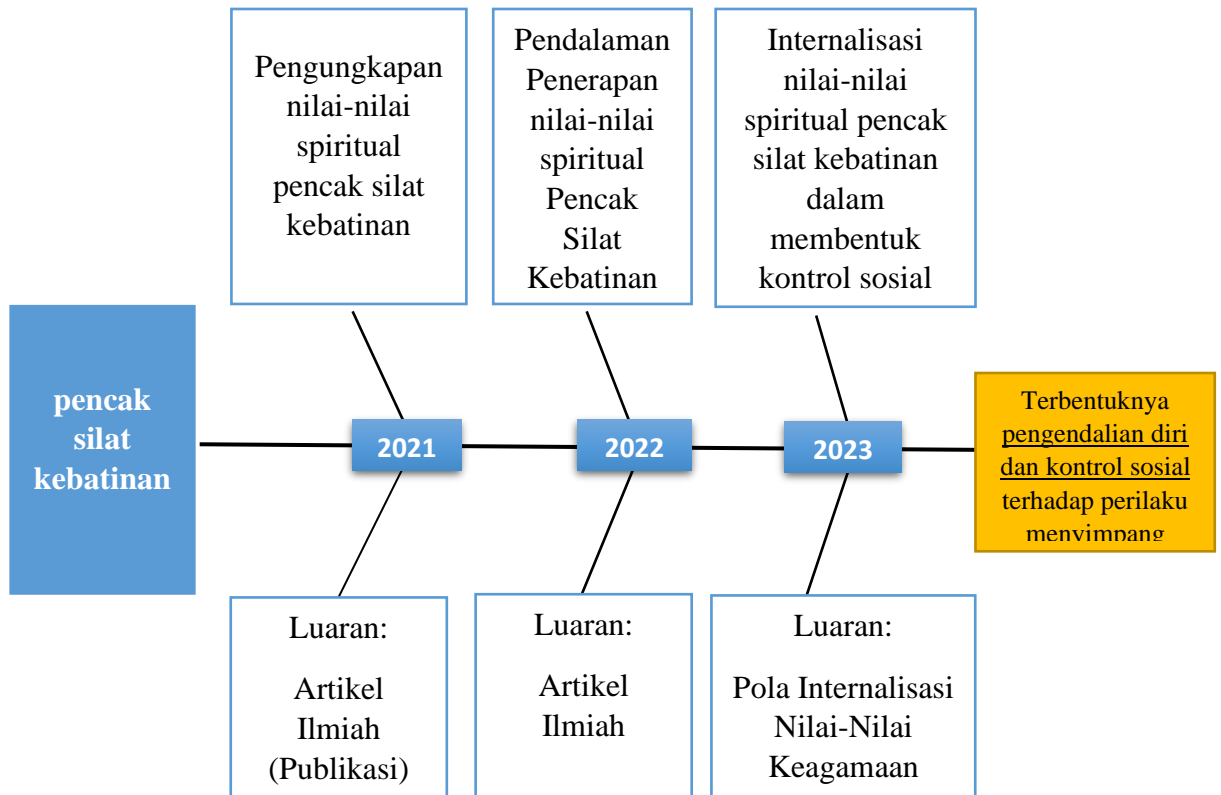 Pengungkapan
nilai-nilai
spiritual
pencak silat
kebatinan
Pendalaman
Penerapan
nilai-nilai
spiritual
Pencak
Silat
Kebatinan
Internalisasi
nilai-nilai
spiritual pencak
silat kebatinan
dalam
membentuk
kontrol sosial
pencak
silat
kebatinan
2021
2022
2023
Terbentuknya
pengendalian diri
dan kontrol sosial
terhadap perilaku
menyimpang
Luaran:
Artikel
Ilmiah
(Publikasi)
Luaran:
Artikel
Ilmiah
Luaran:
Pola Internalisasi
Nilai-Nilai
Keagamaan